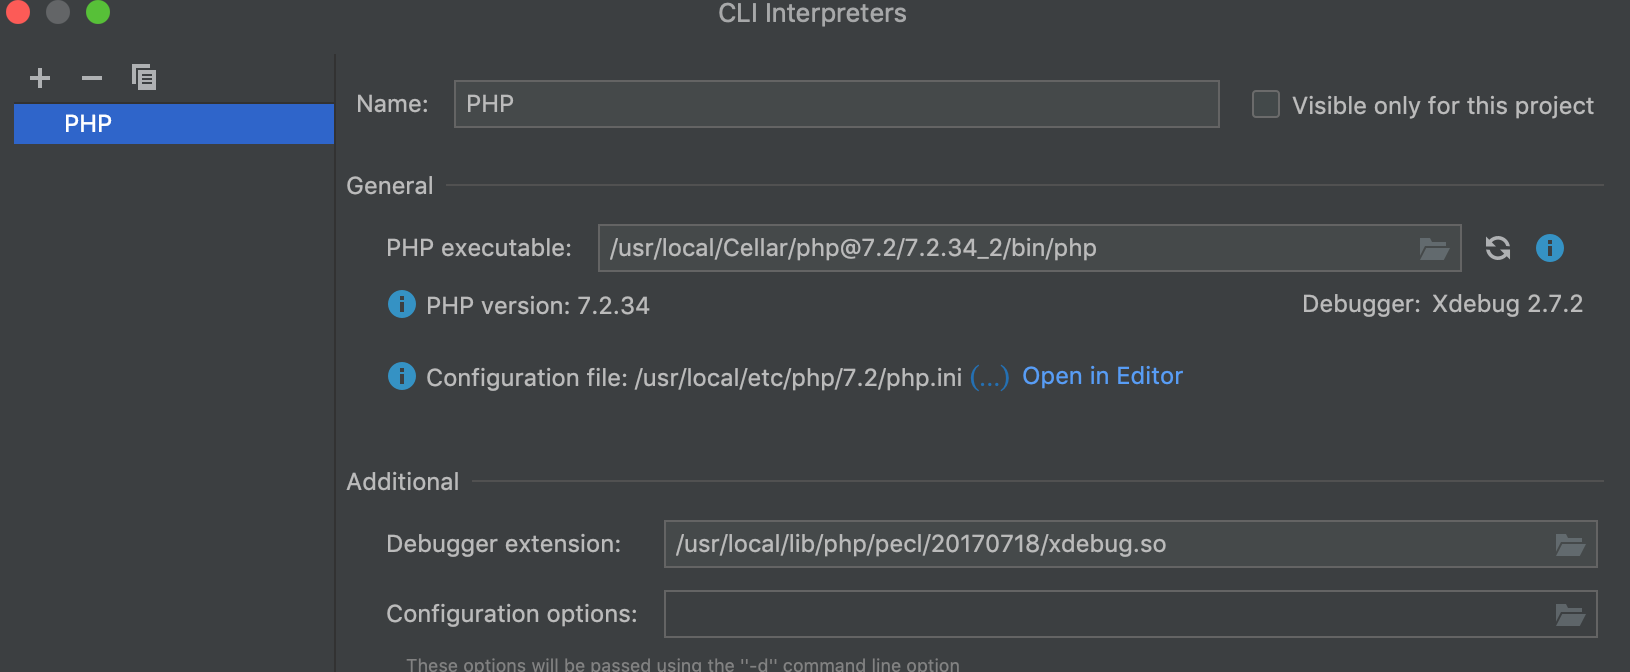 CLI Interpreters
PHP
Name: PHP Visible only for this project
General
PHP executable: /usr/local/Cellar/php@7.2/7.2.34_2/bin/php
PHP version: 7.2.34 Debugger: Xdebug 2.7.2
Configuration file: /usr/local/etc/php/7.2/php.ini (...) Open in Editor
Additional
Debugger extension: /usr/local/lib/php/pecl/20170718/xdebug.so
Configuration options:
These options will be passed using the "-d" command line option